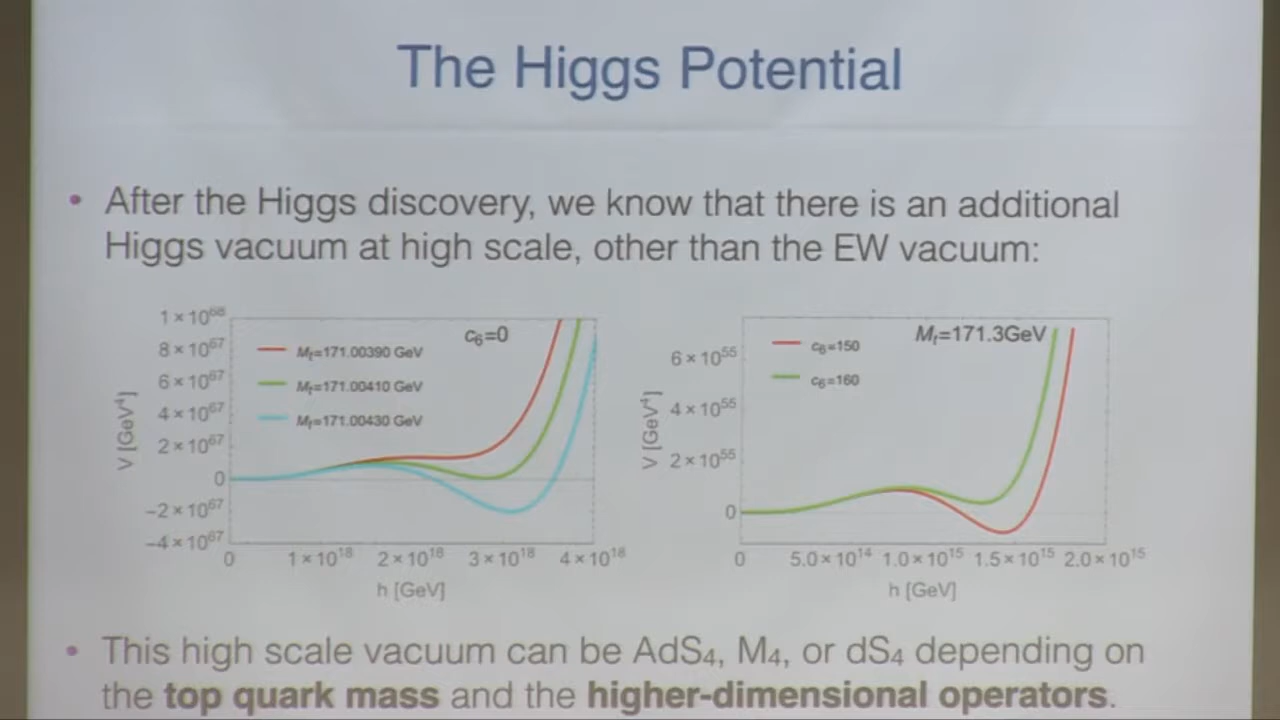 The Higgs Potential
• After the Higgs discovery, we know that there is an additional
Higgs vacuum at high scale, other than the EW vacuum:
1×10⁶⁸
8×10⁶⁷
6×10⁶⁷
4×10⁶⁷
2×10⁶⁷
0
−2×10⁶⁷
−4×10⁶⁷
V [GeV⁴]
c₆=0
Mₜ=171.00390 GeV
Mₜ=171.00410 GeV
Mₜ=171.00430 GeV
0 1×10¹⁸ 2×10¹⁸ 3×10¹⁸ 4×10¹⁸
h [GeV]
6×10⁵⁵
4×10⁵⁵
2×10⁵⁵
0
V [GeV⁴]
Mₜ=171.3GeV
c₆=150
c₆=160
0 5.0×10¹⁴ 1.0×10¹⁵ 1.5×10¹⁵ 2.0×10¹⁵
h [GeV]
• This high scale vacuum can be AdS₄, M₄, or dS₄ depending on
the top quark mass and the higher-dimensional operators.